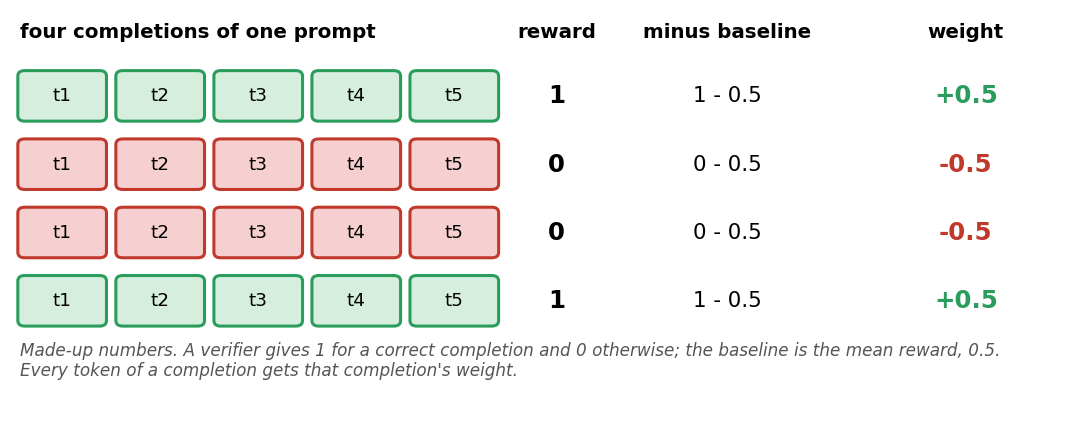 four completions of one prompt reward minus baseline weight
t1 t2 t3 t4 t5 1 1 - 0.5 +0.5
t1 t2 t3 t4 t5 0 0 - 0.5 -0.5
t1 t2 t3 t4 t5 0 0 - 0.5 -0.5
t1 t2 t3 t4 t5 1 1 - 0.5 +0.5
Made-up numbers. A verifier gives 1 for a correct completion and 0 otherwise; the baseline is the mean reward, 0.5.
Every token of a completion gets that completion's weight.